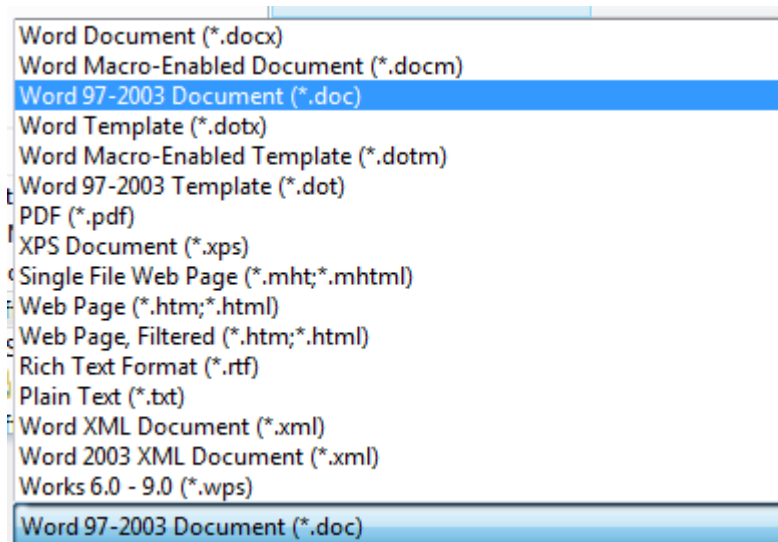 Word Document (*.docx)
Word Macro-Enabled Document (*.docm)
Word 97-2003 Document (*.doc)
Word Template (*.dotx)
Word Macro-Enabled Template (*.dotm)
Word 97-2003 Template (*.dot)
PDF (*.pdf)
XPS Document (*.xps)
Single File Web Page (*.mht;*.mhtml)
Web Page (*.htm;*.html)
Web Page, Filtered (*.htm;*.html)
Rich Text Format (*.rtf)
Plain Text (*.txt)
Word XML Document (*.xml)
Word 2003 XML Document (*.xml)
Works 6.0 - 9.0 (*.wps)
Word 97-2003 Document (*.doc)